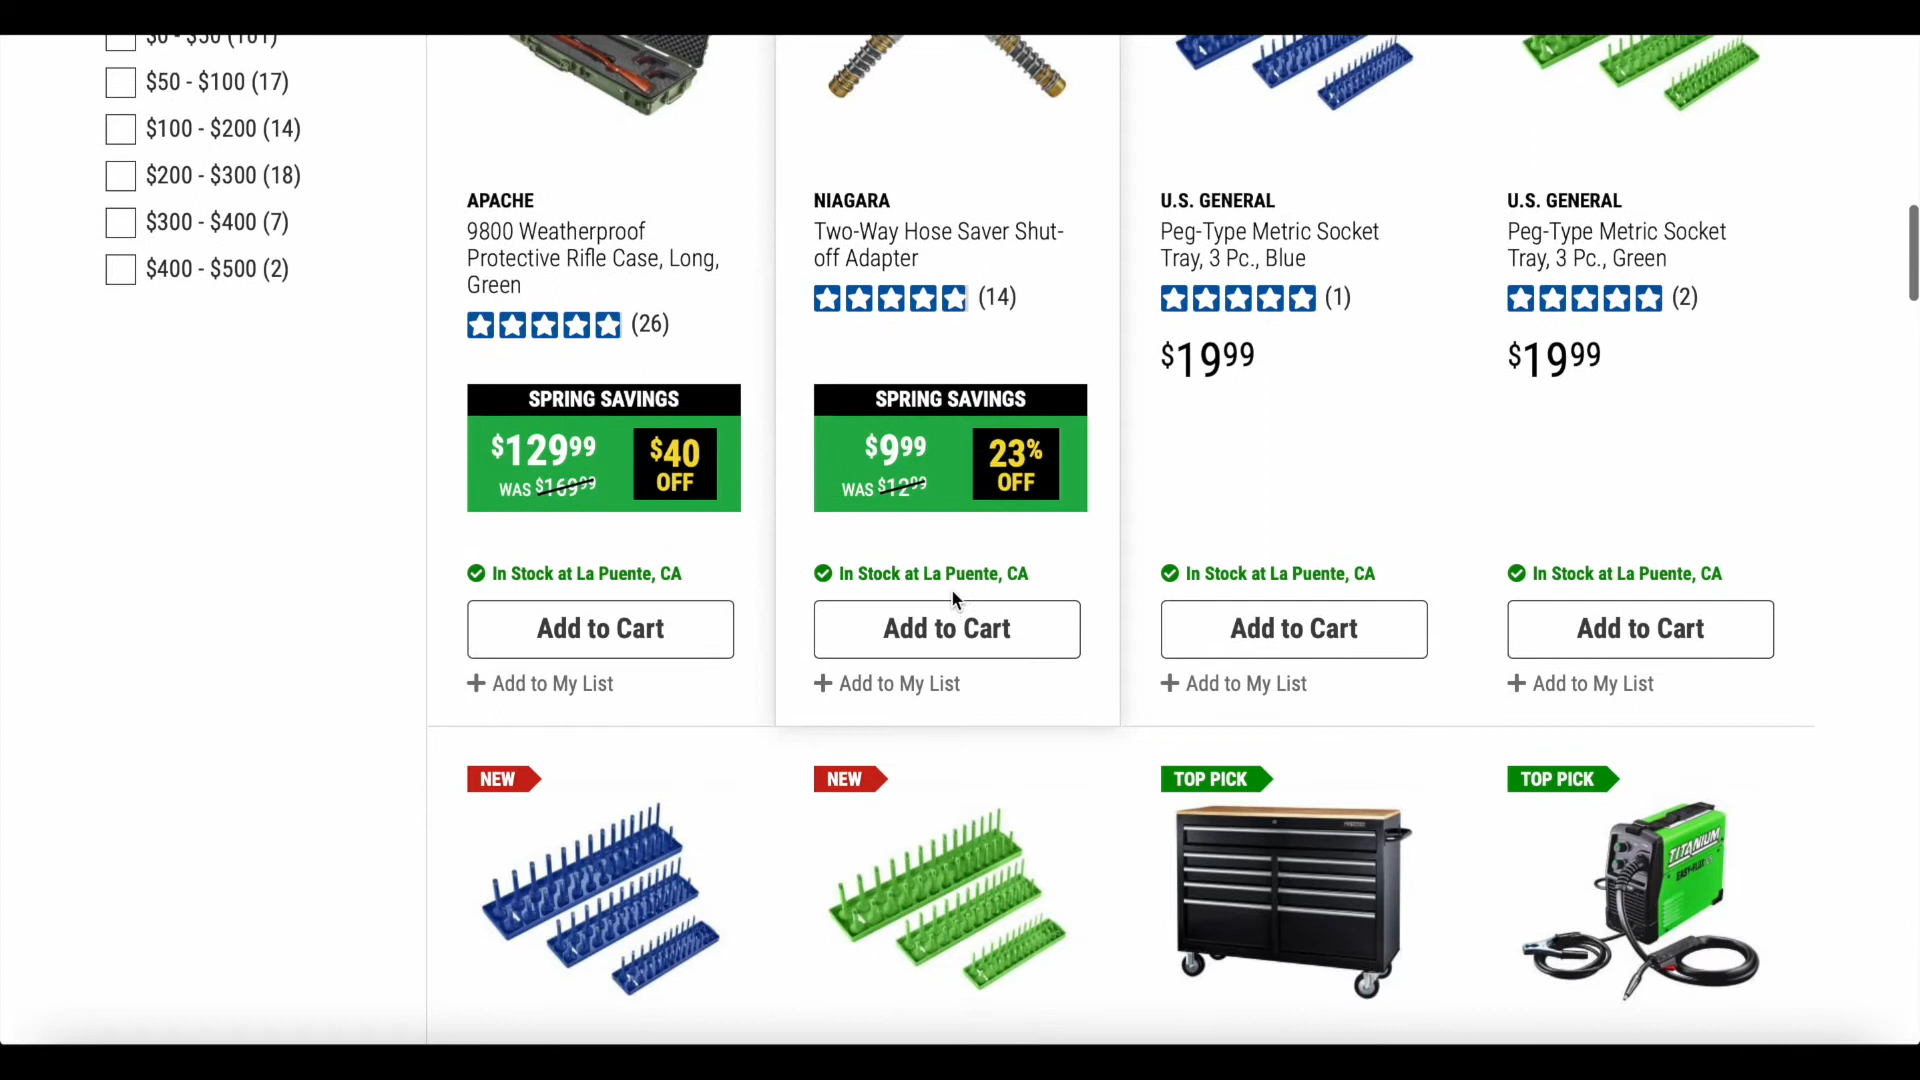 $0 - $50 (101)
$50 - $100 (17)
$100 - $200 (14)
$200 - $300 (18)
$300 - $400 (7)
$400 - $500 (2)
APACHE
9800 Weatherproof
Protective Rifle Case, Long,
Green
(26)
SPRING SAVINGS
$129.99
WAS $169.99
$40
OFF
In Stock at La Puente, CA
Add to Cart
+ Add to My List
NIAGARA
Two-Way Hose Saver Shut-
off Adapter
(14)
SPRING SAVINGS
$9.99
WAS $12.99
23%
OFF
In Stock at La Puente, CA
Add to Cart
+ Add to My List
U.S. GENERAL
Peg-Type Metric Socket
Tray, 3 Pc., Blue
(1)
$19.99
In Stock at La Puente, CA
Add to Cart
+ Add to My List
U.S. GENERAL
Peg-Type Metric Socket
Tray, 3 Pc., Green
(2)
$19.99
In Stock at La Puente, CA
Add to Cart
+ Add to My List
NEW
NEW
TOP PICK
TOP PICK
TITANIUM
EASY-FLUX